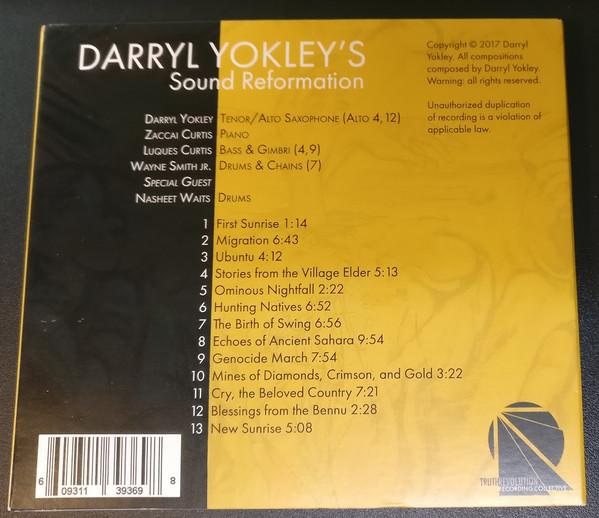 DARRYL YOKLEY'S
Sound Reformation
Copyright © 2017 Darryl
Yokley. All compositions
composed by Darryl Yokley.
Warning: all rights reserved.
Unauthorized duplication
of recording is a violation of
applicable law.
DARRYL YOKLEY TENOR/ALTO SAXOPHONE (ALTO 4,12)
ZACCAI CURTIS PIANO
LUQUES CURTIS BASS & GIMBRI (4,9)
WAYNE SMITH JR. DRUMS & CHAINS (7)
SPECIAL GUEST
NASHEET WAITS DRUMS
1 First Sunrise 1:14
2 Migration 6:43
3 Ubuntu 4:12
4 Stories from the Village Elder 5:13
5 Ominous Nightfall 2:22
6 Hunting Natives 6:52
7 The Birth of Swing 6:56
8 Echoes of Ancient Sahara 9:54
9 Genocide March 7:54
10 Mines of Diamonds, Crimson, and Gold 3:22
11 Cry, the Beloved Country 7:21
12 Blessings from the Bennu 2:28
13 New Sunrise 5:08
6 09311 39369 8
TRUTH EVOLUTION
RECORDING COLLECTIVE